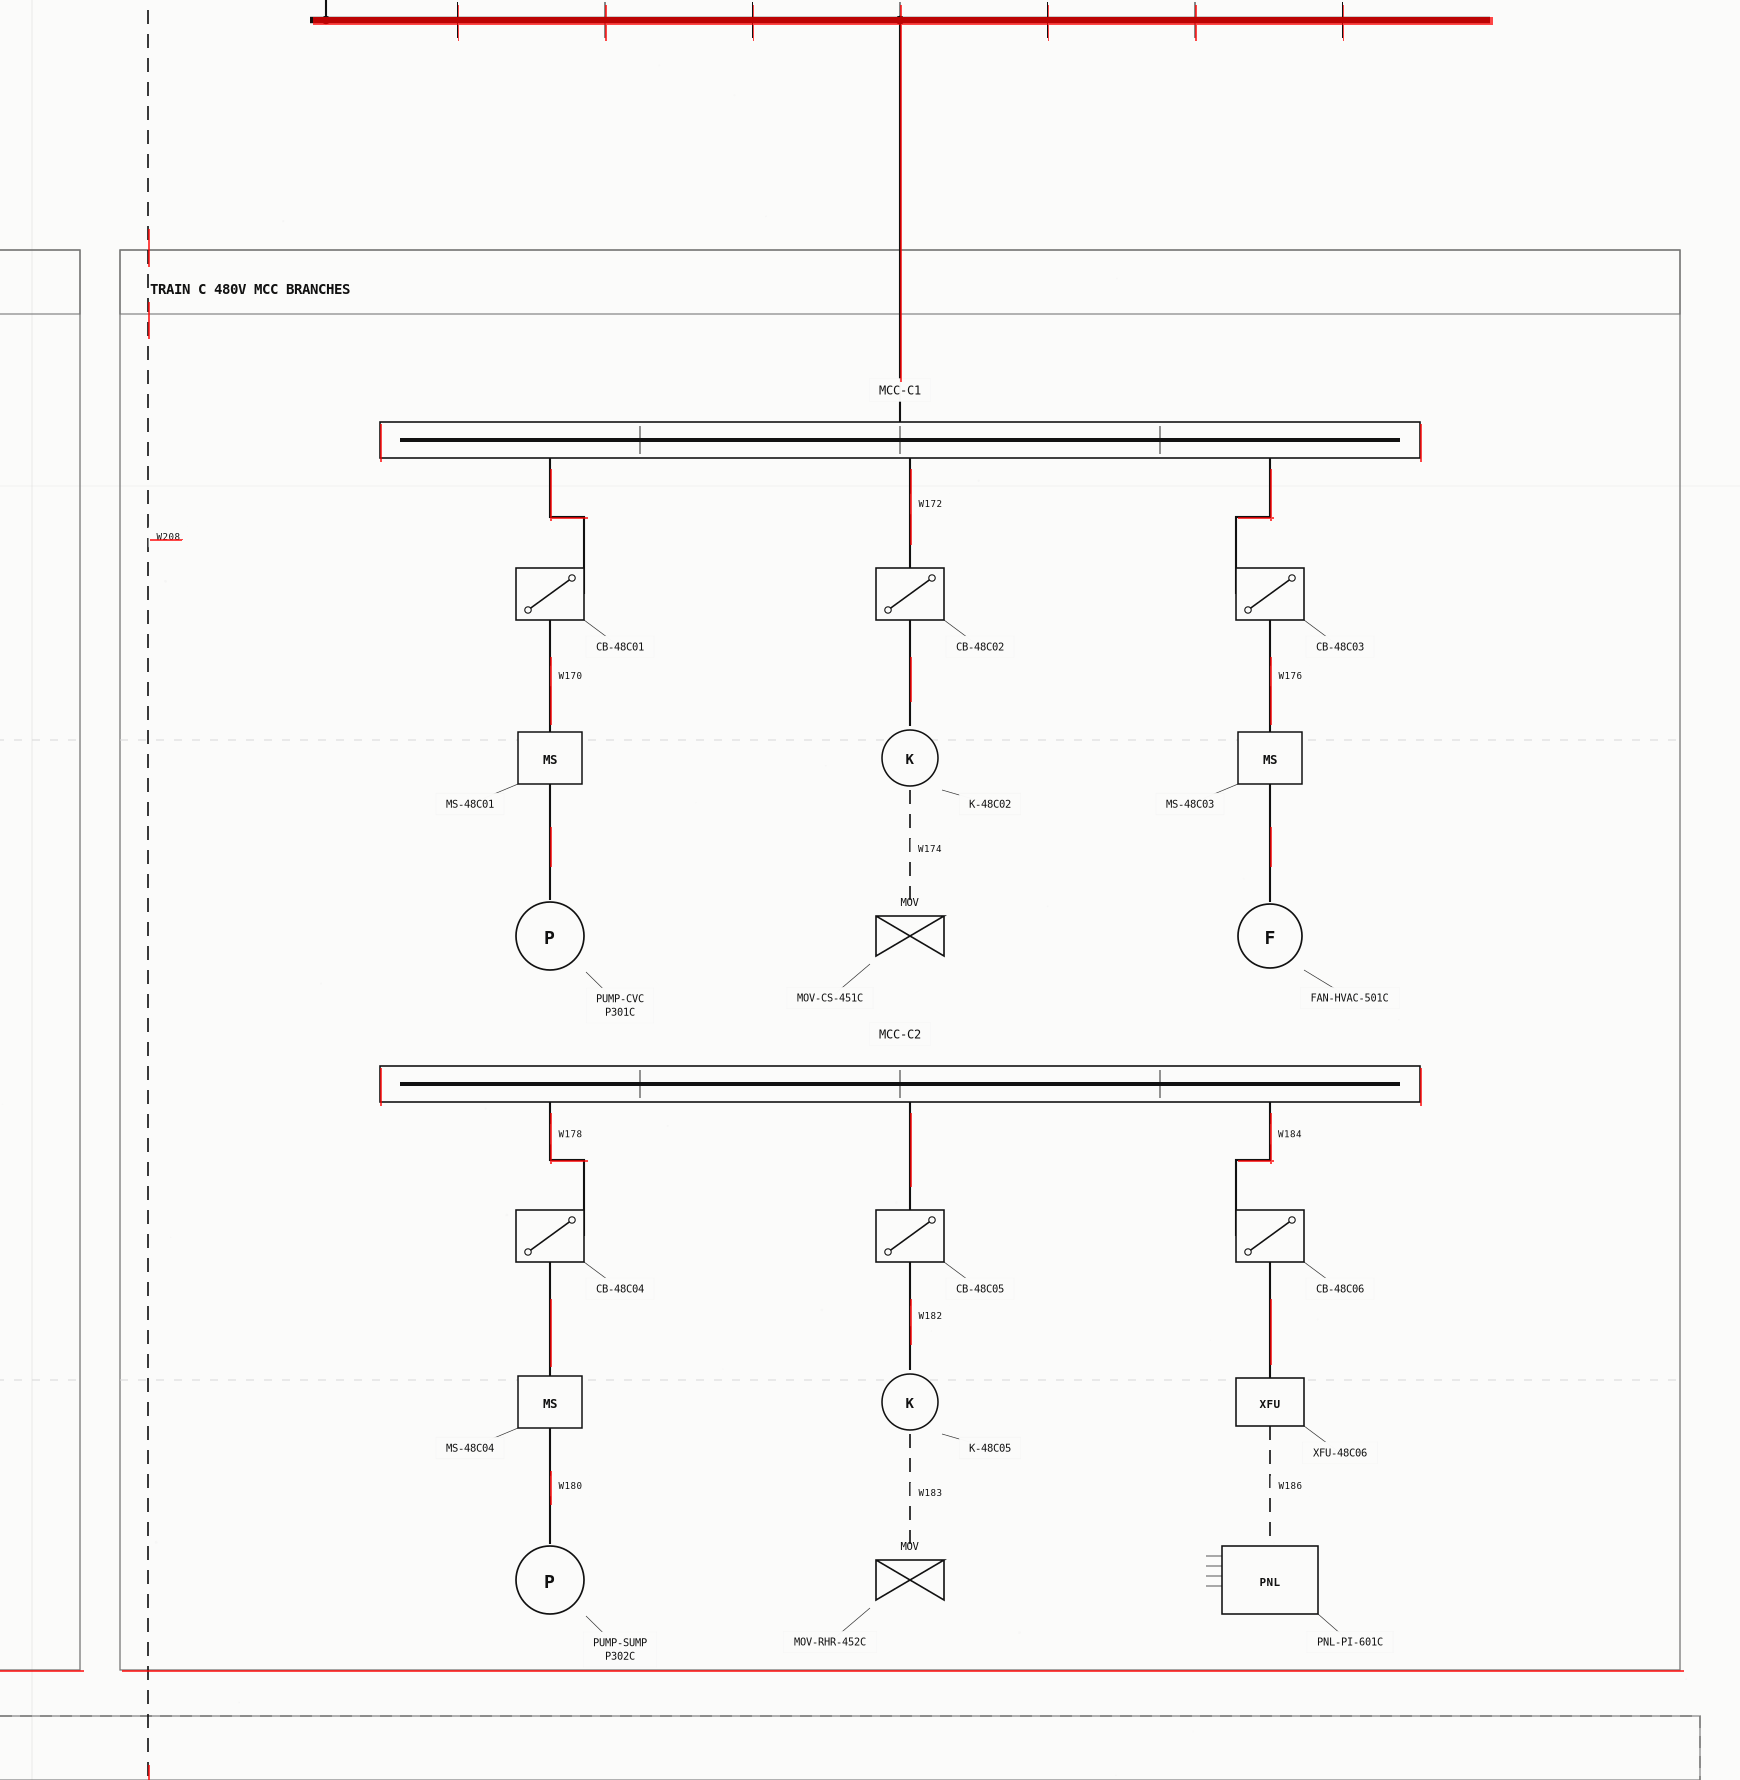 TRAIN C 480V MCC BRANCHES
MCC-C1
W172
W208
CB-48C01
CB-48C02
CB-48C03
W170
W176
MS
K
MS
MS-48C01
K-48C02
MS-48C03
W174
MOV
P
F
PUMP-CVC
P301C
MOV-CS-451C
FAN-HVAC-501C
MCC-C2
W178
W184
CB-48C04
CB-48C05
CB-48C06
W182
MS
K
XFU
MS-48C04
K-48C05
XFU-48C06
W180
W183
W186
MOV
P
PNL
PUMP-SUMP
P302C
MOV-RHR-452C
PNL-PI-601C